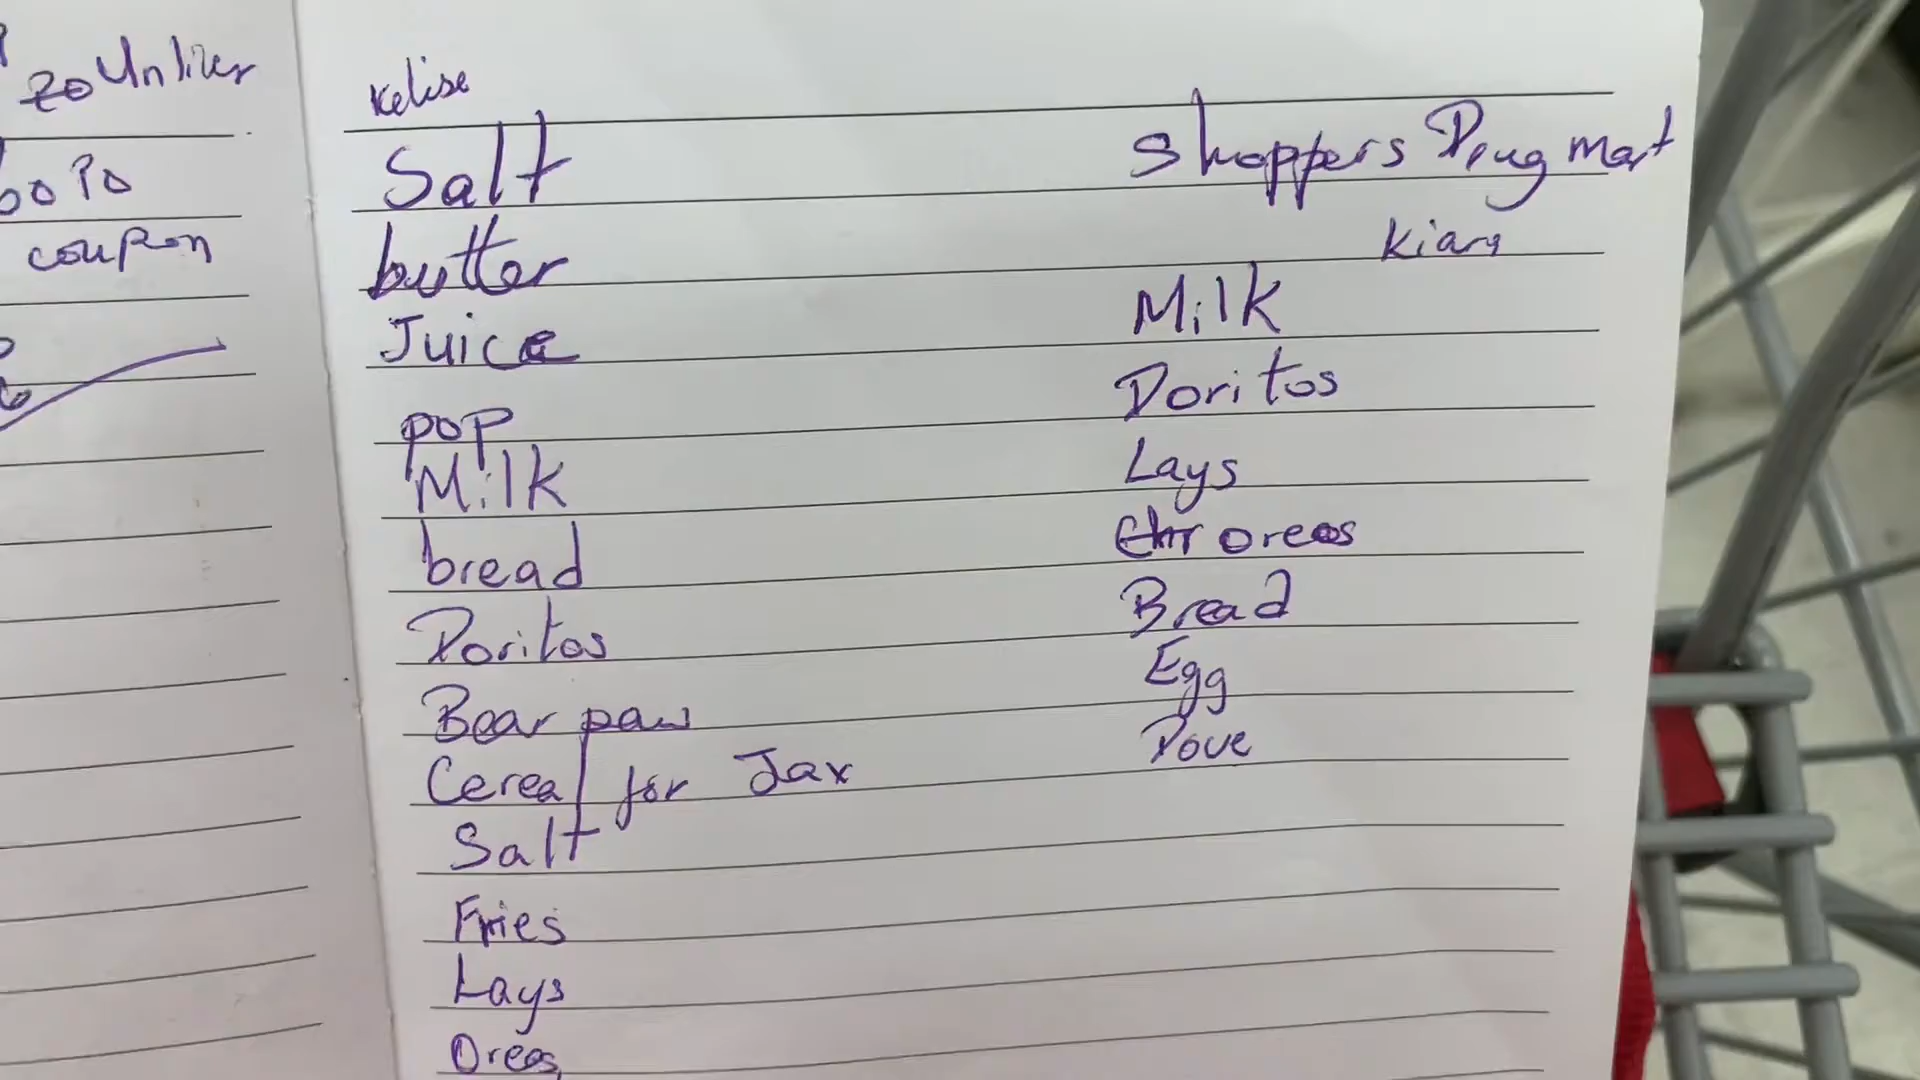 coupon
Kelise
Salt
butter
Juice
pop
Milk
bread
Doritos
Bear paw
Cereal for Jax
Salt
Fries
Lays
Oreos
Shoppers Drug Mart
Kiara
Milk
Doritos
Lays
oreos
Bread
Egg
Dove